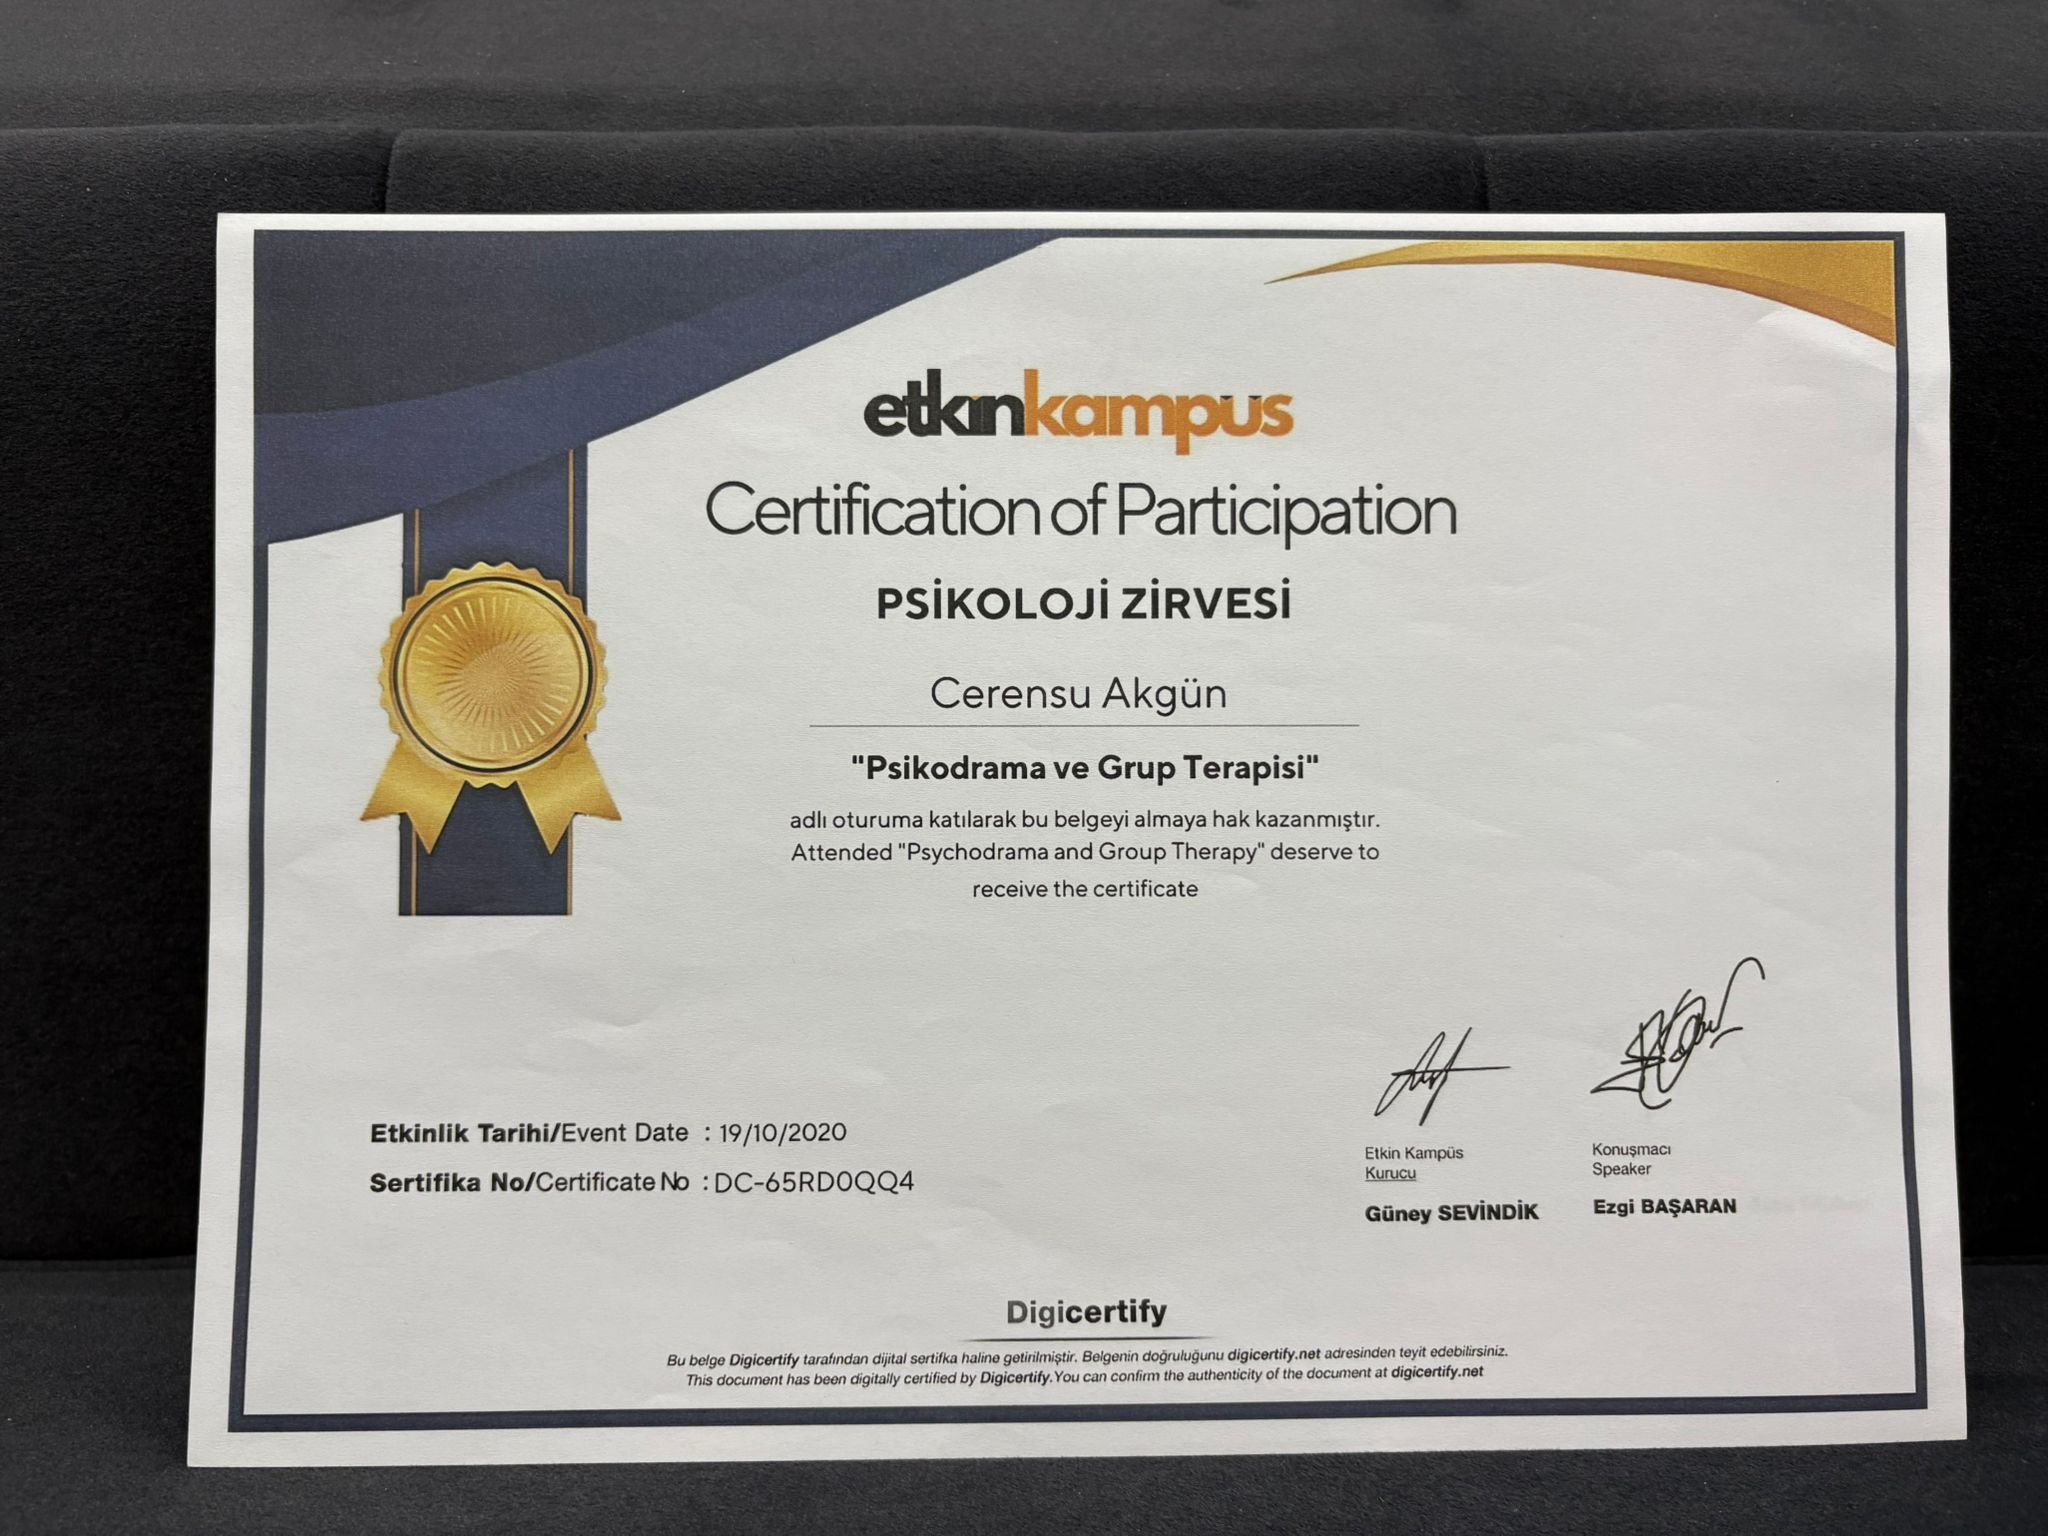 etkinkampüs
Certification of Participation
PSİKOLOJİ ZİRVESİ
Cerensu Akgün
"Psikodrama ve Grup Terapisi"
adlı oturuma katılarak bu belgeyi almaya hak kazanmıştır.
Attended "Psychodrama and Group Therapy" deserve to
receive the certificate
Etkinlik Tarihi/Event Date : 19/10/2020
Sertifika No/Certificate No : DC-65RD0QQ4
Etkin Kampüs
Kurucu
Güney SEVİNDİK
Konuşmacı
Speaker
Ezgi BAŞARAN
Digicertify
Bu belge Digicertify tarafından dijital sertifka haline getirilmiştir. Belgenin doğruluğunu digicertify.net adresinden teyit edebilirsiniz.
This document has been digitally certified by Digicertify.You can confirm the authenticity of the document at digicertify.net